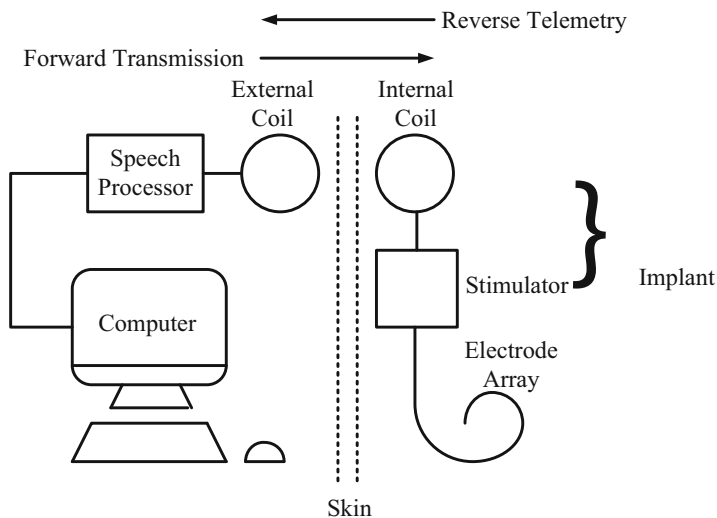 Reverse Telemetry
Forward Transmission
External
Coil
Internal
Coil
Speech
Processor
Computer
Stimulator
Implant
Electrode
Array
Skin